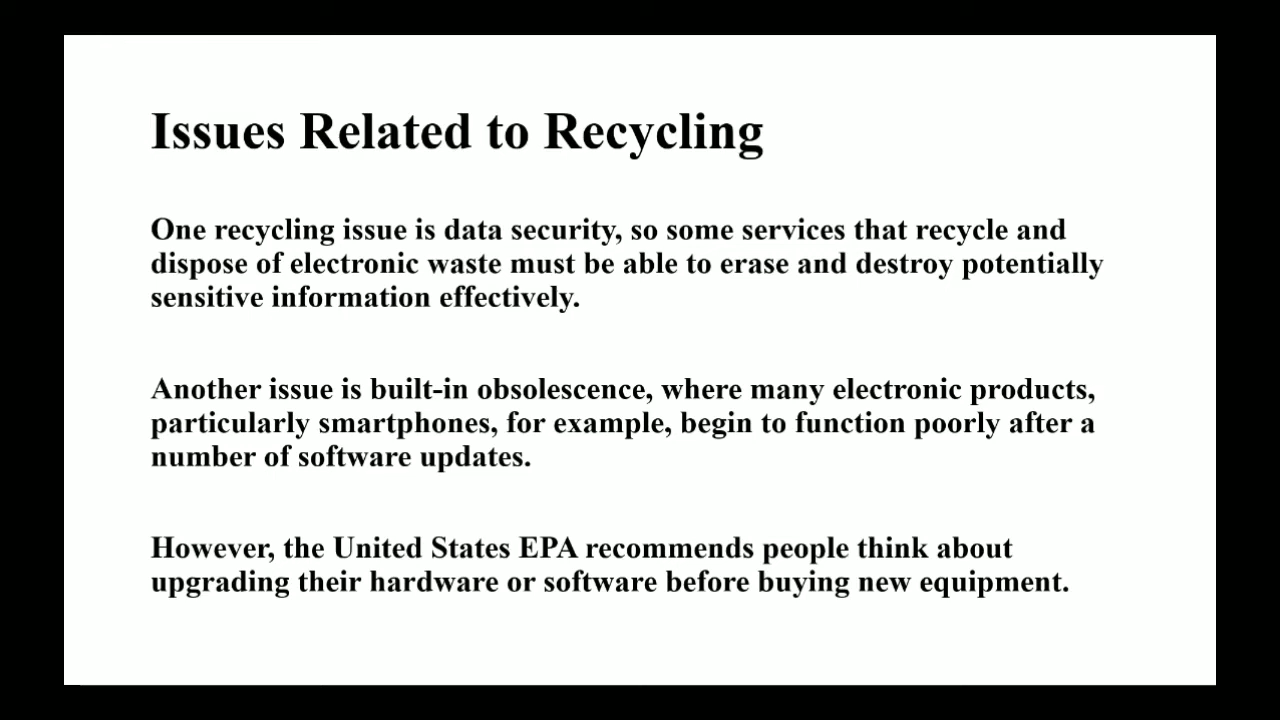 Issues Related to Recycling
One recycling issue is data security, so some services that recycle and
dispose of electronic waste must be able to erase and destroy potentially
sensitive information effectively.
Another issue is built-in obsolescence, where many electronic products,
particularly smartphones, for example, begin to function poorly after a
number of software updates.
However, the United States EPA recommends people think about
upgrading their hardware or software before buying new equipment.